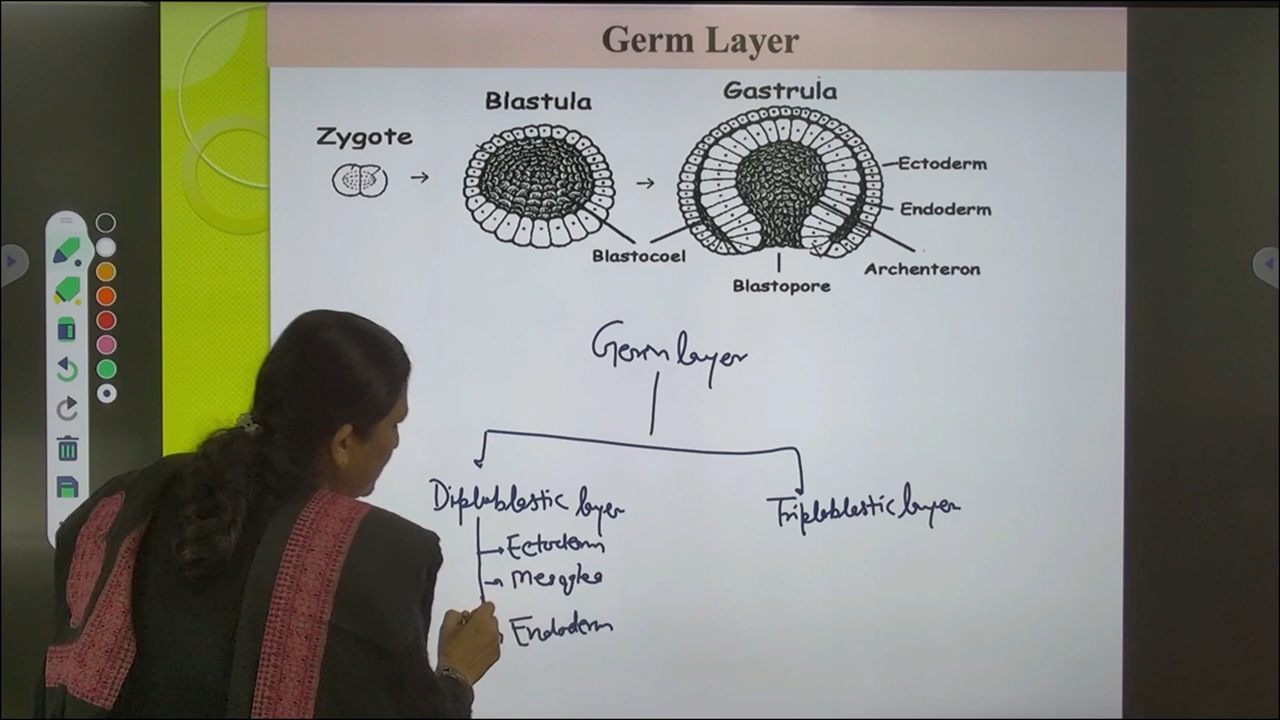 Germ Layer
Zygote
Blastula
Gastrula
Ectoderm
Endoderm
Blastocoel
Archenteron
Blastopore
Germ layer
Diploblastic layer
Triploblastic layer
Ectoderm
Mesoglea
Endoderm